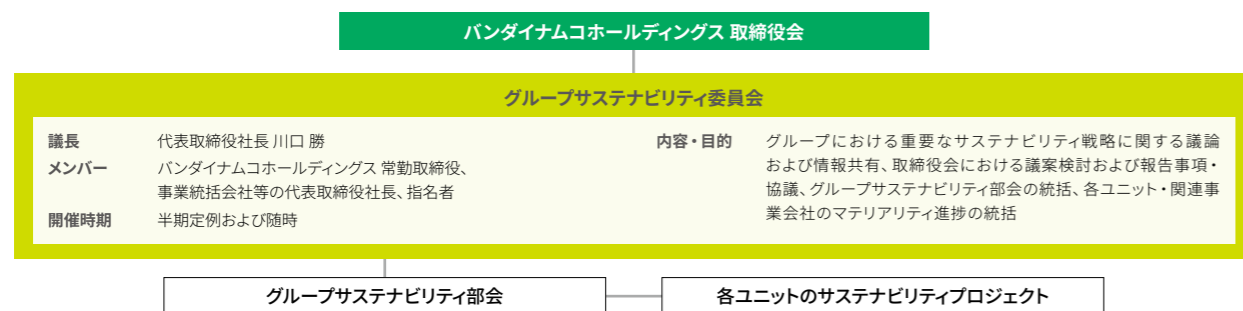 バンダイナムコホールディングス 取締役会
グループサステナビリティ委員会
議長 代表取締役社長 川口 勝
メンバー バンダイナムコホールディングス 常勤取締役、
事業統括会社等の代表取締役社長、指名者
開催時期 半期定例および随時
内容・目的 グループにおける重要なサステナビリティ戦略に関する議論
および情報共有、取締役会における議案検討および報告事項・
協議、グループサステナビリティ部会の統括、各ユニット・関連事
業会社のマテリアリティ進捗の統括
グループサステナビリティ部会
各ユニットのサステナビリティプロジェクト